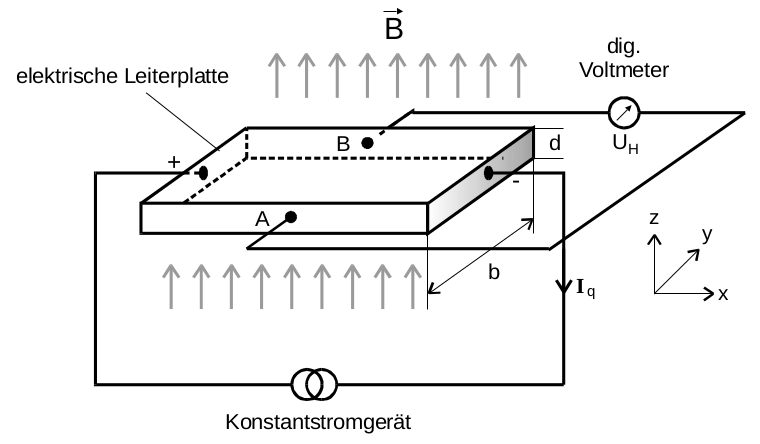 B
dig.
Voltmeter
elektrische Leiterplatte
U_H
B
d
+
-
A
z
y
x
b
I_q
Konstantstromgerät